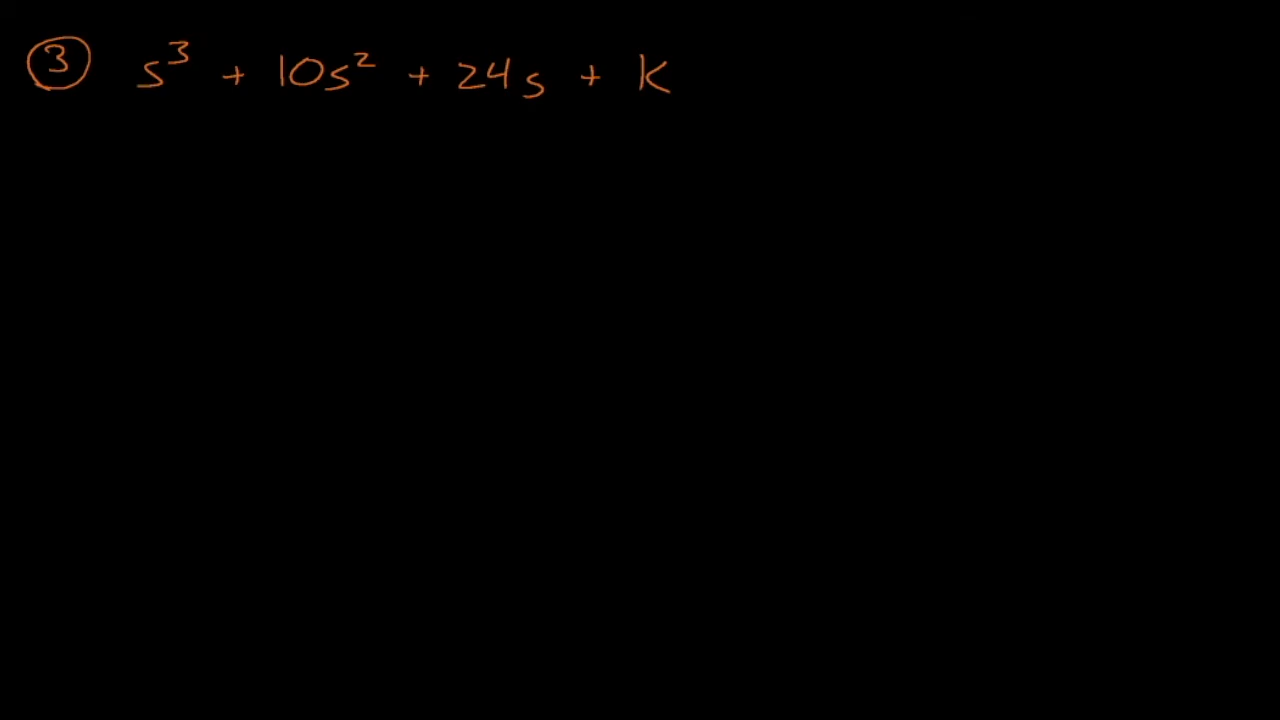 ③ s³ + 10s² + 24s + k